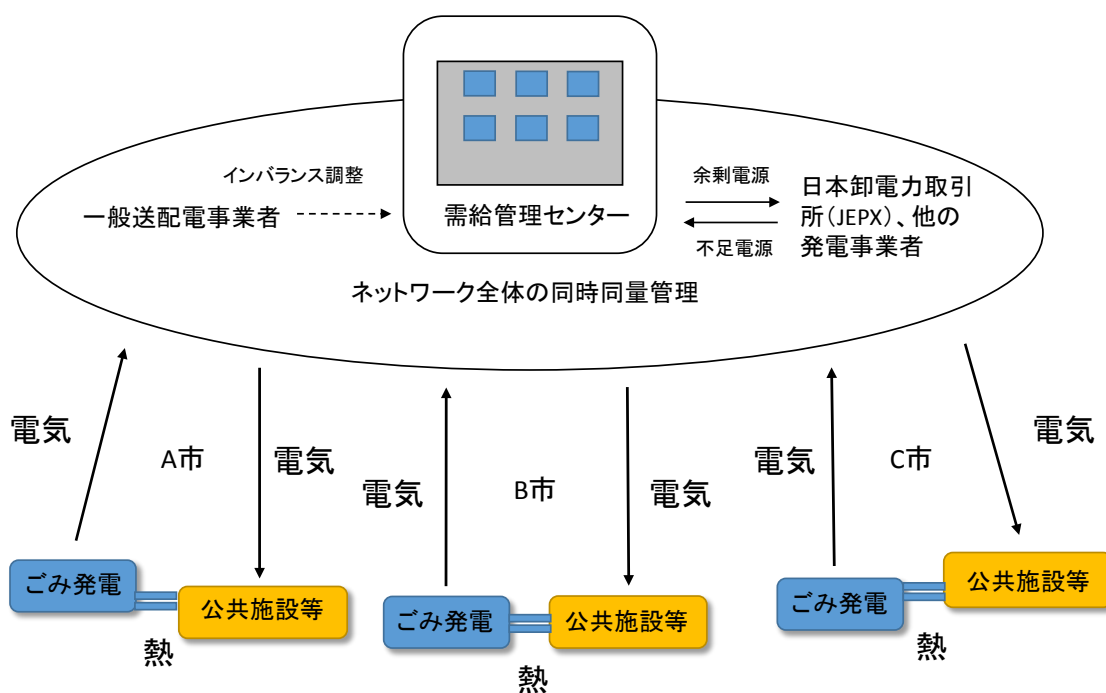 インバランス調整
一般送配電事業者
需給管理センター
余剰電源
不足電源
日本卸電力取引
所（JEPX）、他の
発電事業者
ネットワーク全体の同時同量管理
電気
A市
電気
電気
B市
電気
電気
C市
電気
ごみ発電
公共施設等
熱
ごみ発電
公共施設等
熱
ごみ発電
公共施設等
熱